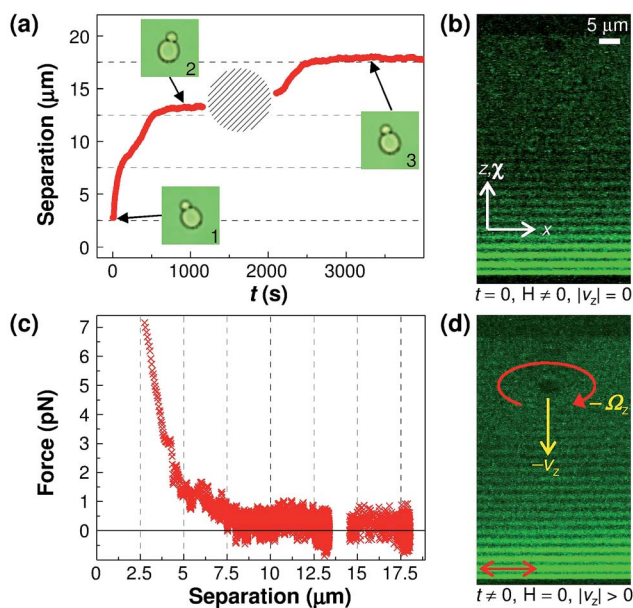 (a)
20
15
10
5
0
Separation (μm)
0
1000
2000
3000
t (s)
2
3
1
(b)
5 μm
z,χ
x
t = 0, H ≠ 0, |vz| = 0
(c)
7
6
5
4
3
2
1
0
Force (pN)
0
2.5
5
7.5
10
12.5
15
17.5
Separation (μm)
(d)
−Ωz
−vz
t ≠ 0, H = 0, |vz| > 0